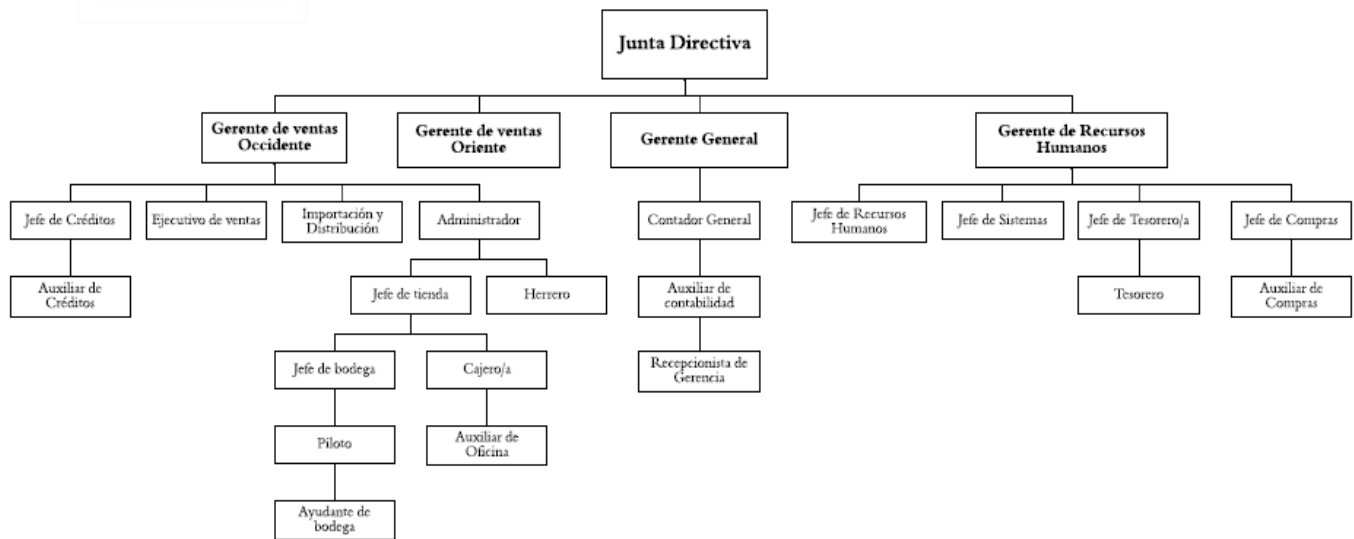 Junta Directiva
Gerente de ventas
Occidente
Gerente de ventas
Oriente
Gerente General
Gerente de Recursos
Humanos
Jefe de Créditos
Ejecutivo de ventas
Importación y
Distribución
Administrador
Contador General
Jefe de Recursos
Humanos
Jefe de Sistemas
Jefe de Tesorero/a
Jefe de Compras
Auxiliar de
Créditos
Jefe de tienda
Herrero
Auxiliar de
contabilidad
Tesorero
Auxiliar de
Compras
Jefe de bodega
Cajero/a
Recepcionista de
Gerencia
Piloto
Auxiliar de
Oficina
Ayudante de
bodega